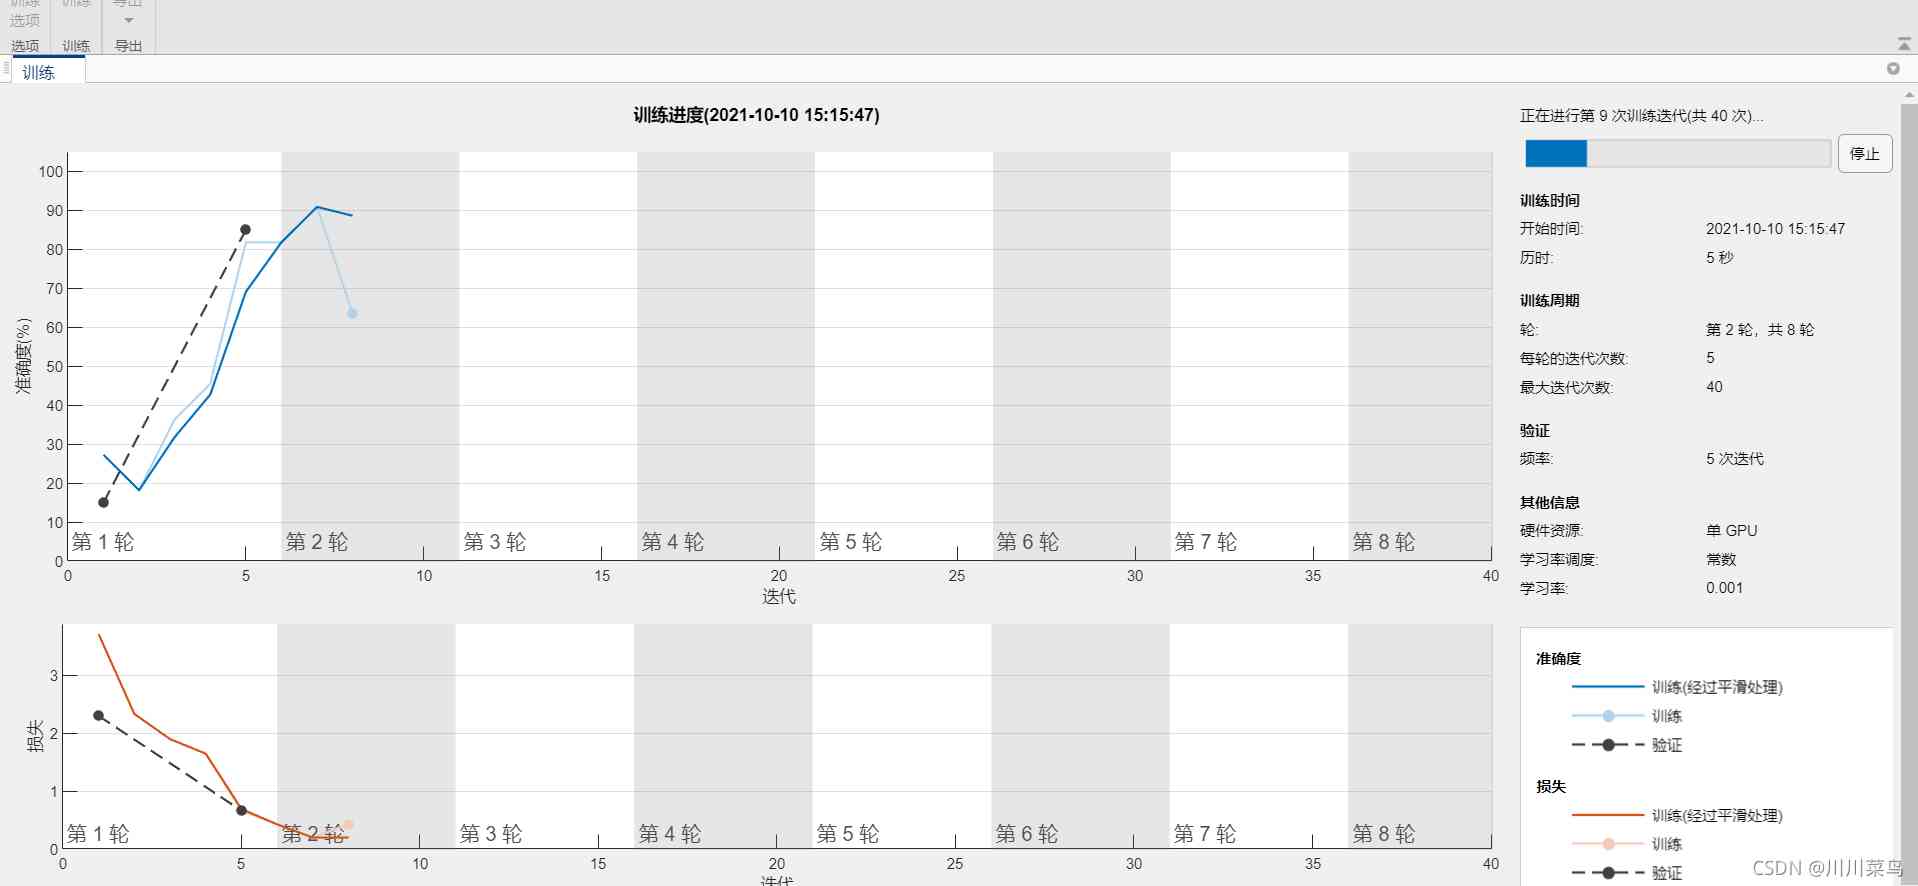 训练 训练 导出
选项
选项 训练 导出
训练
训练进度(2021-10-10 15:15:47)
准确度(%)
100
90
80
70
60
50
40
30
20
10
0
第 1 轮 第 2 轮 第 3 轮 第 4 轮 第 5 轮 第 6 轮 第 7 轮 第 8 轮
0 5 10 15 20 25 30 35 40
迭代
损失
3
2
1
0
第 1 轮 第 2 轮 第 3 轮 第 4 轮 第 5 轮 第 6 轮 第 7 轮 第 8 轮
0 5 10 15 20 25 30 35 40
迭代
正在进行第 9 次训练迭代(共 40 次)...
停止
训练时间
开始时间: 2021-10-10 15:15:47
历时: 5 秒
训练周期
轮: 第 2 轮，共 8 轮
每轮的迭代次数: 5
最大迭代次数: 40
验证
频率: 5 次迭代
其他信息
硬件资源: 单 GPU
学习率调度: 常数
学习率: 0.001
准确度
训练(经过平滑处理)
训练
验证
损失
训练(经过平滑处理)
训练
验证
CSDN @川川菜鸟